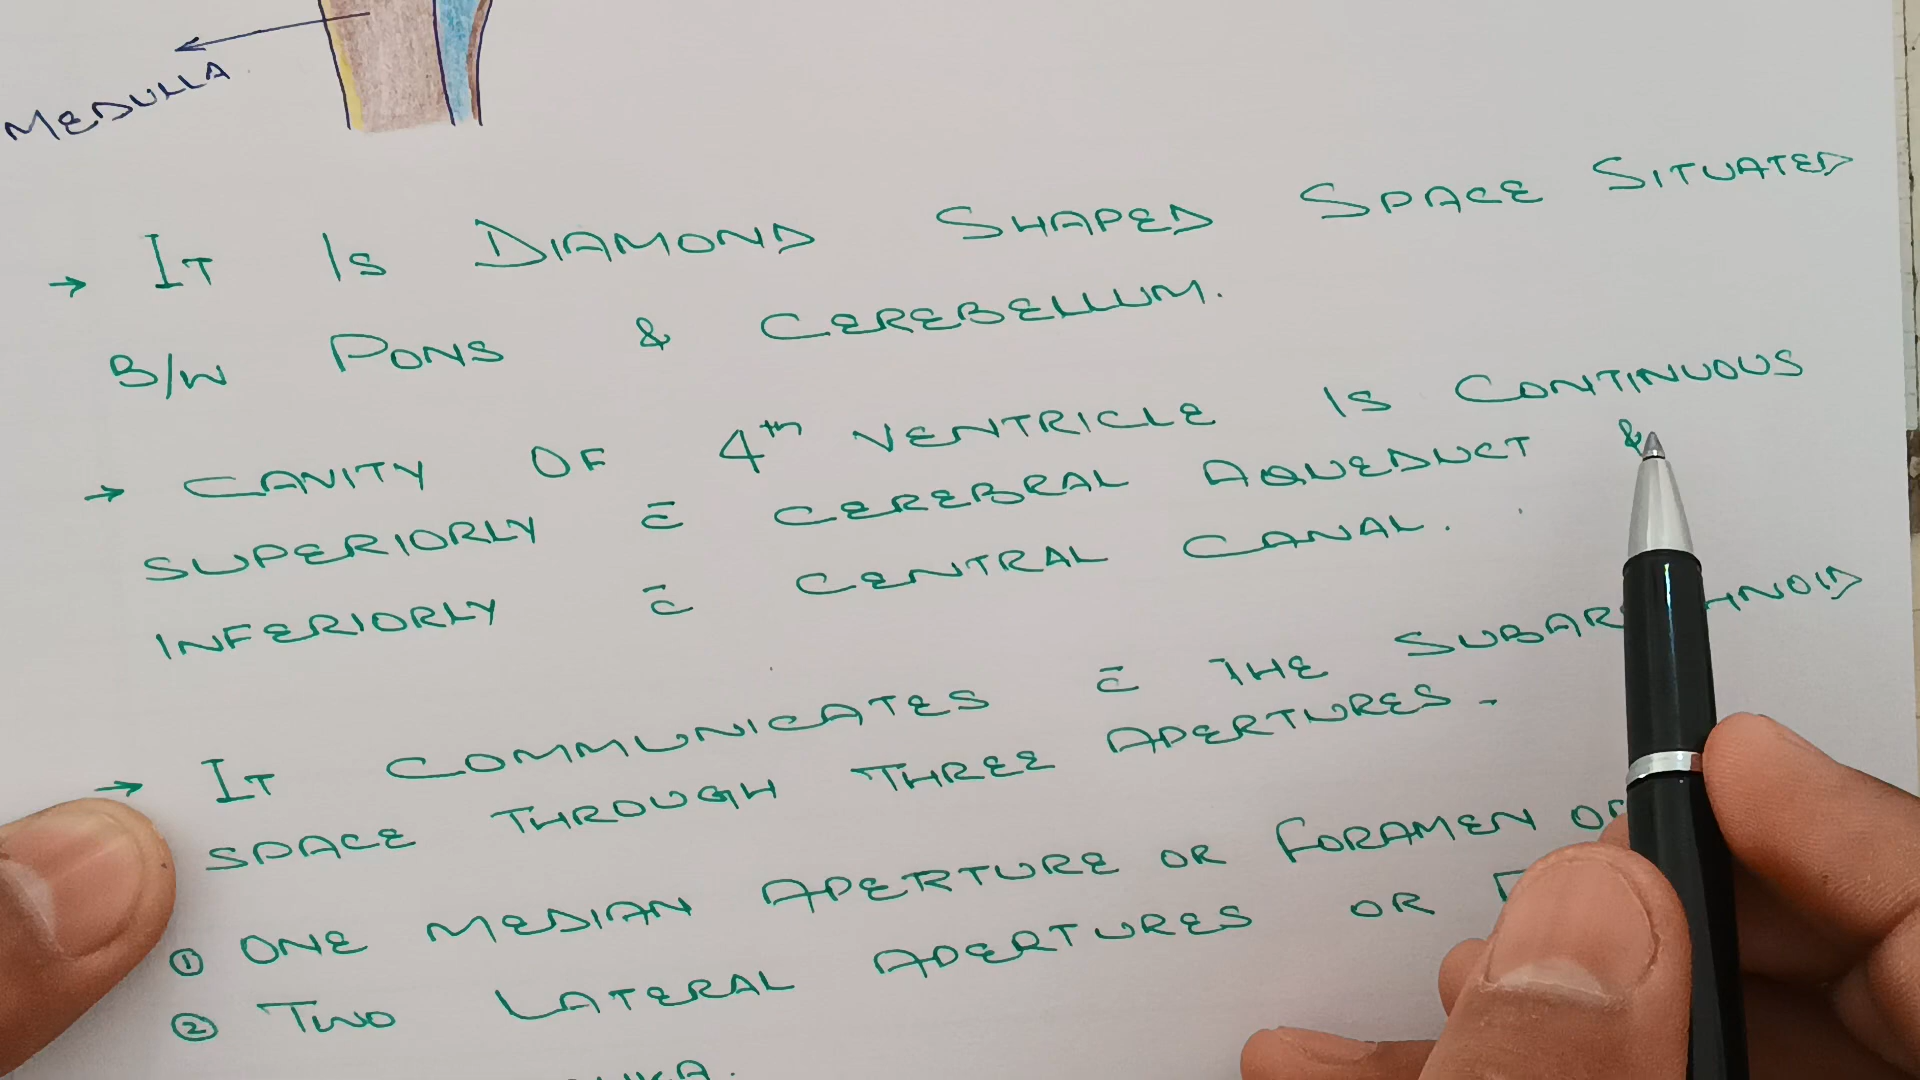 MEDULLA
→ IT IS DIAMOND SHAPED SPACE SITUATED
B/W PONS & CEREBELLUM.
→ CAVITY OF 4th VENTRICLE IS CONTINUOUS
SUPERIORLY c̄ CEREBRAL AQUEDUCT &
INFERIORLY c̄ CENTRAL CANAL.
→ IT COMMUNICATES c̄ THE
SPACE THROUGH THREE APERTURES.
① ONE MEDIAN APERTURE OR FORAMEN
② TWO LATERAL APERTURES OR